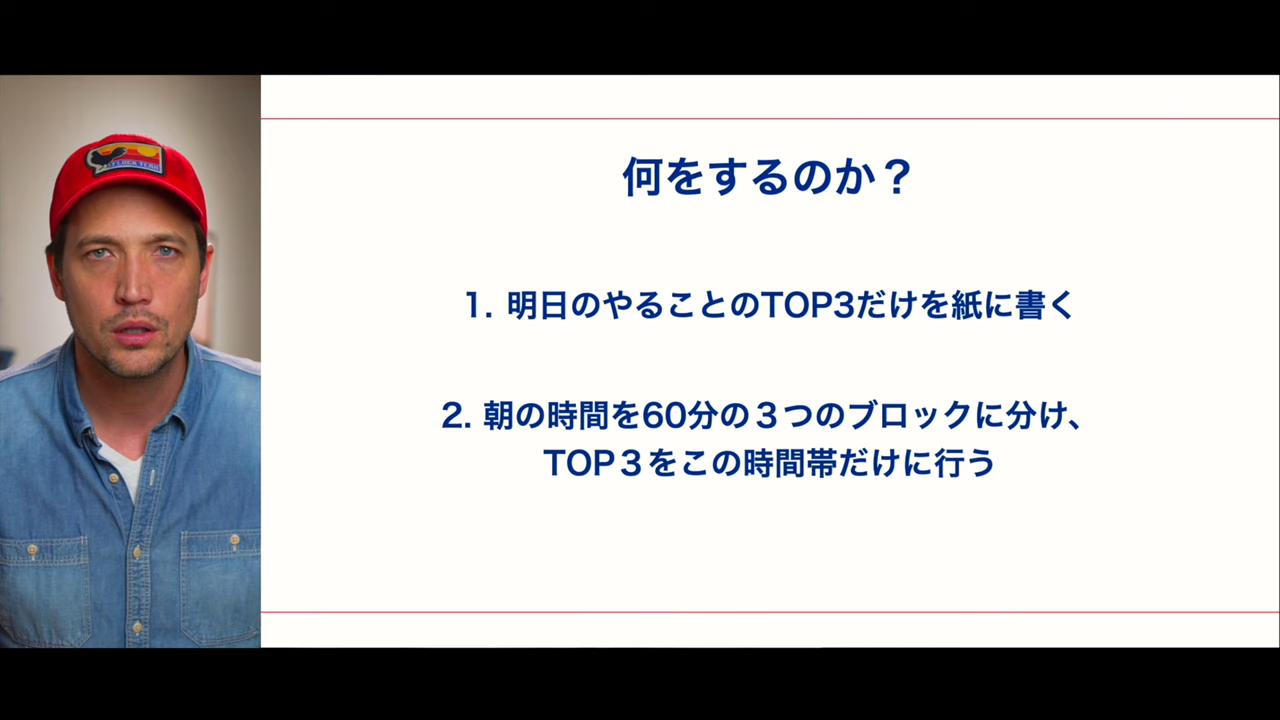 何をするのか？
1. 明日のやることのTOP3だけを紙に書く
2. 朝の時間を60分の３つのブロックに分け、
TOP３をこの時間帯だけに行う